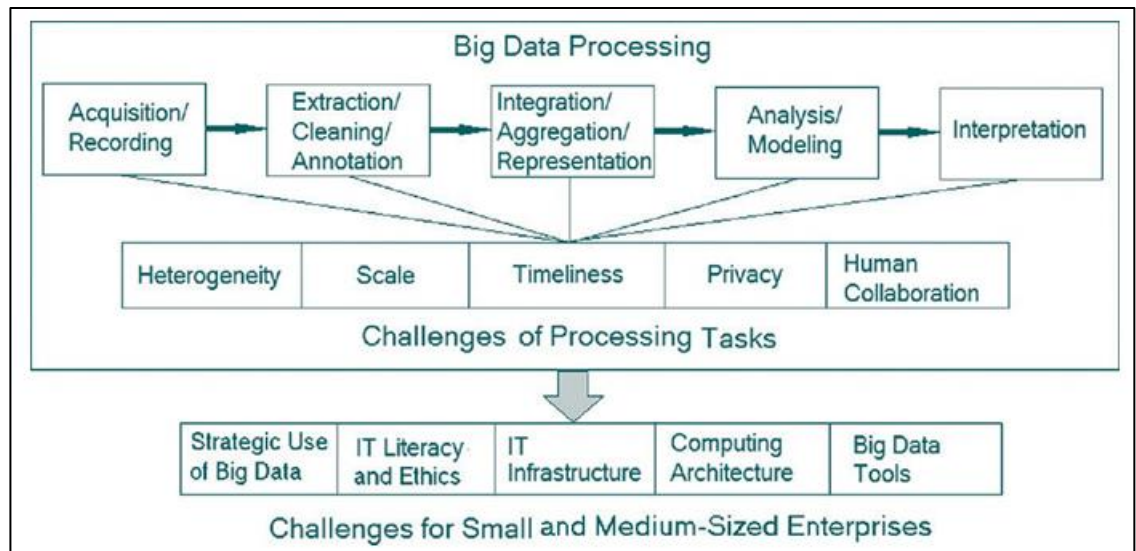 Big Data Processing
Acquisition/
Recording
Extraction/
Cleaning/
Annotation
Integration/
Aggregation/
Representation
Analysis/
Modeling
Interpretation
Heterogeneity
Scale
Timeliness
Privacy
Human
Collaboration
Challenges of Processing Tasks
Strategic Use
of Big Data
IT Literacy
and Ethics
IT
Infrastructure
Computing
Architecture
Big Data
Tools
Challenges for Small and Medium-Sized Enterprises